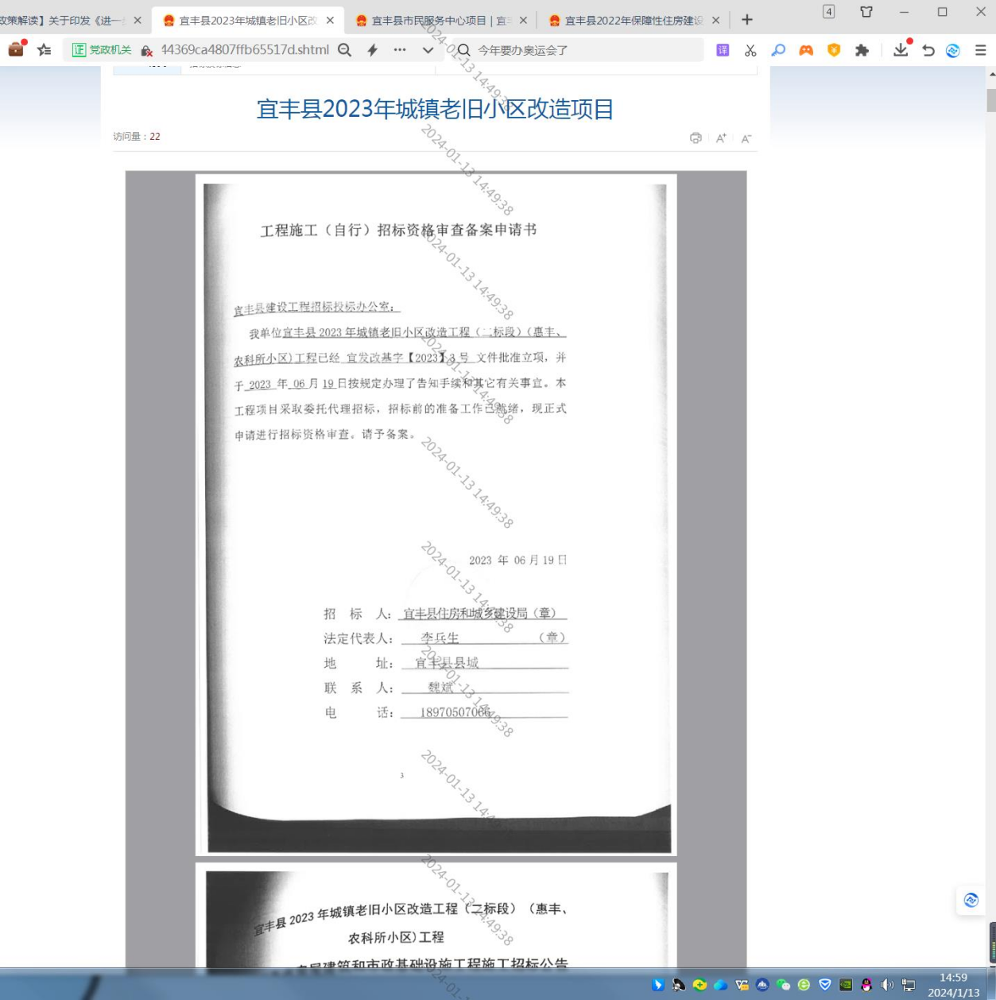 政策解读】关于印发《进一步
宜丰县2023年城镇老旧小区改
宜丰县市民服务中心项目 | 宜丰
宜丰县2022年保障性住房建设
4
党政机关
44369ca4807ffb65517d.shtml
今年要办奥运会了
宜丰县2023年城镇老旧小区改造项目
访问量：22
工程施工（自行）招标资格审查备案申请书
宜丰县建设工程招标投标办公室：
我单位宜丰县 2023 年城镇老旧小区改造工程（二标段）（惠丰、
农科所小区）工程已经 宜发改基字【2023】3 号 文件批准立项，并
于 2023 年 06 月 19 日按规定办理了告知手续和其它有关事宜。本
工程项目采取委托代理招标，招标前的准备工作已就绪，现正式
申请进行招标资格审查。请予备案。
2023 年 06 月 19 日
招 标 人：宜丰县住房和城乡建设局（章）
法定代表人： 李兵生 （章）
地 址： 宜丰县县城
联 系 人： 魏斌
电 话： 18970507066
3
宜丰县 2023 年城镇老旧小区改造工程（二标段）（惠丰、
农科所小区）工程
房屋建筑和市政基础设施工程施工招标公告
2024-01-13 14:49:38
2024-01-13 14:49:38
2024-01-13 14:49:38
2024-01-13 14:49:38
2024-01-13 14:49:38
2024-01-13 14:49:38
2024-01-13 14:49:38
2024-01-13 14:49:38
2024-01-13 14:49:38
14:59
2024/1/13